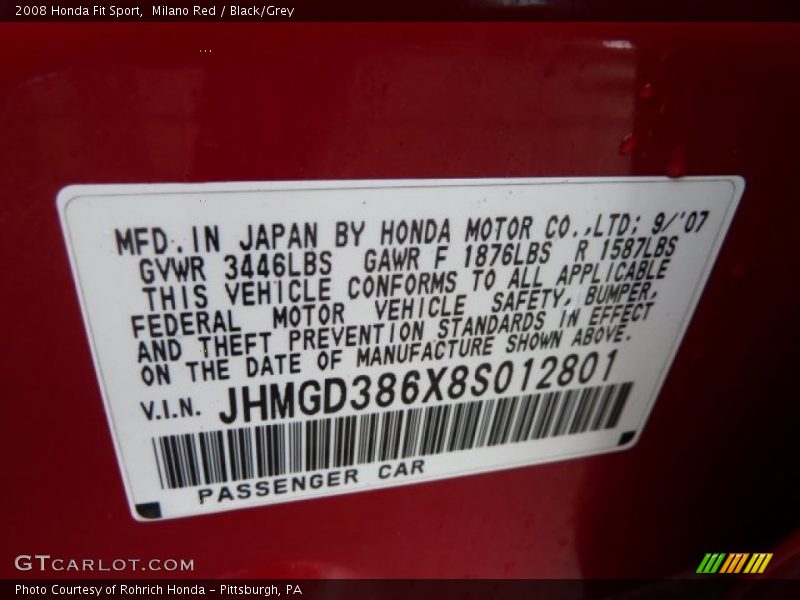 2008 Honda Fit Sport,  Milano Red / Black/Grey
MFD. IN JAPAN BY HONDA MOTOR CO.,LTD; 9/'07
GVWR 3446LBS GAWR F 1876LBS R 1587LBS
THIS VEHICLE CONFORMS TO ALL APPLICABLE
FEDERAL MOTOR VEHICLE SAFETY, BUMPER,
AND THEFT PREVENTION STANDARDS IN EFFECT
ON THE DATE OF MANUFACTURE SHOWN ABOVE.
V.I.N. JHMGD386X8S012801
PASSENGER CAR
GTCARLOT.COM
Photo Courtesy of Rohrich Honda - Pittsburgh, PA